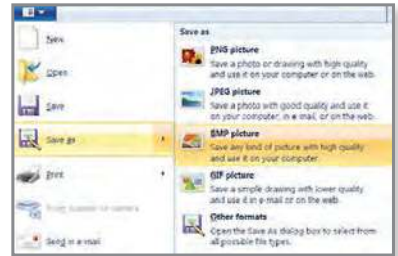 New
Open
Save
Save as
Print
From scanner or camera
Send in e-mail
Save as
PNG picture
Save a photo or drawing with high quality
and use it on your computer or on the web.
JPEG picture
Save a photo with good quality and use it
on your computer, in e-mail, or on the web.
BMP picture
Save any kind of picture with high quality
and use it on your computer.
GIF picture
Save a simple drawing with lower quality
and use it in e-mail or on the web.
Other formats
Open the Save As dialog box to select from
all possible file types.